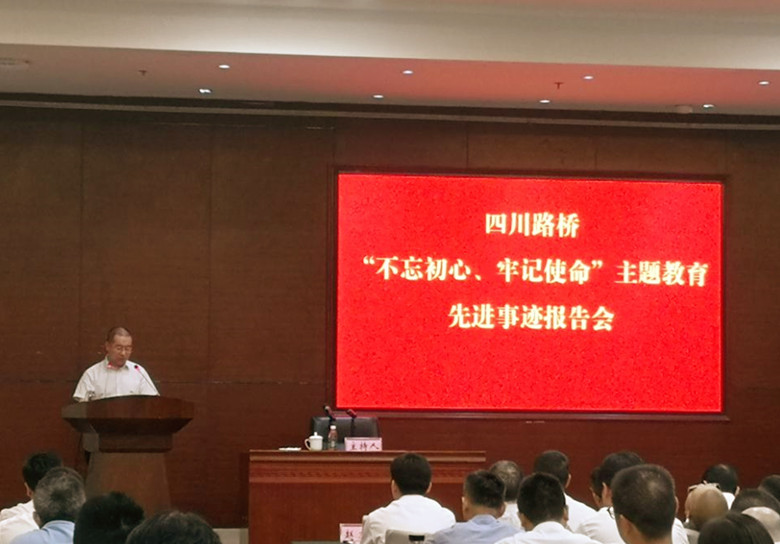 四川路桥
“不忘初心、牢记使命”主题教育
先进事迹报告会
主持人